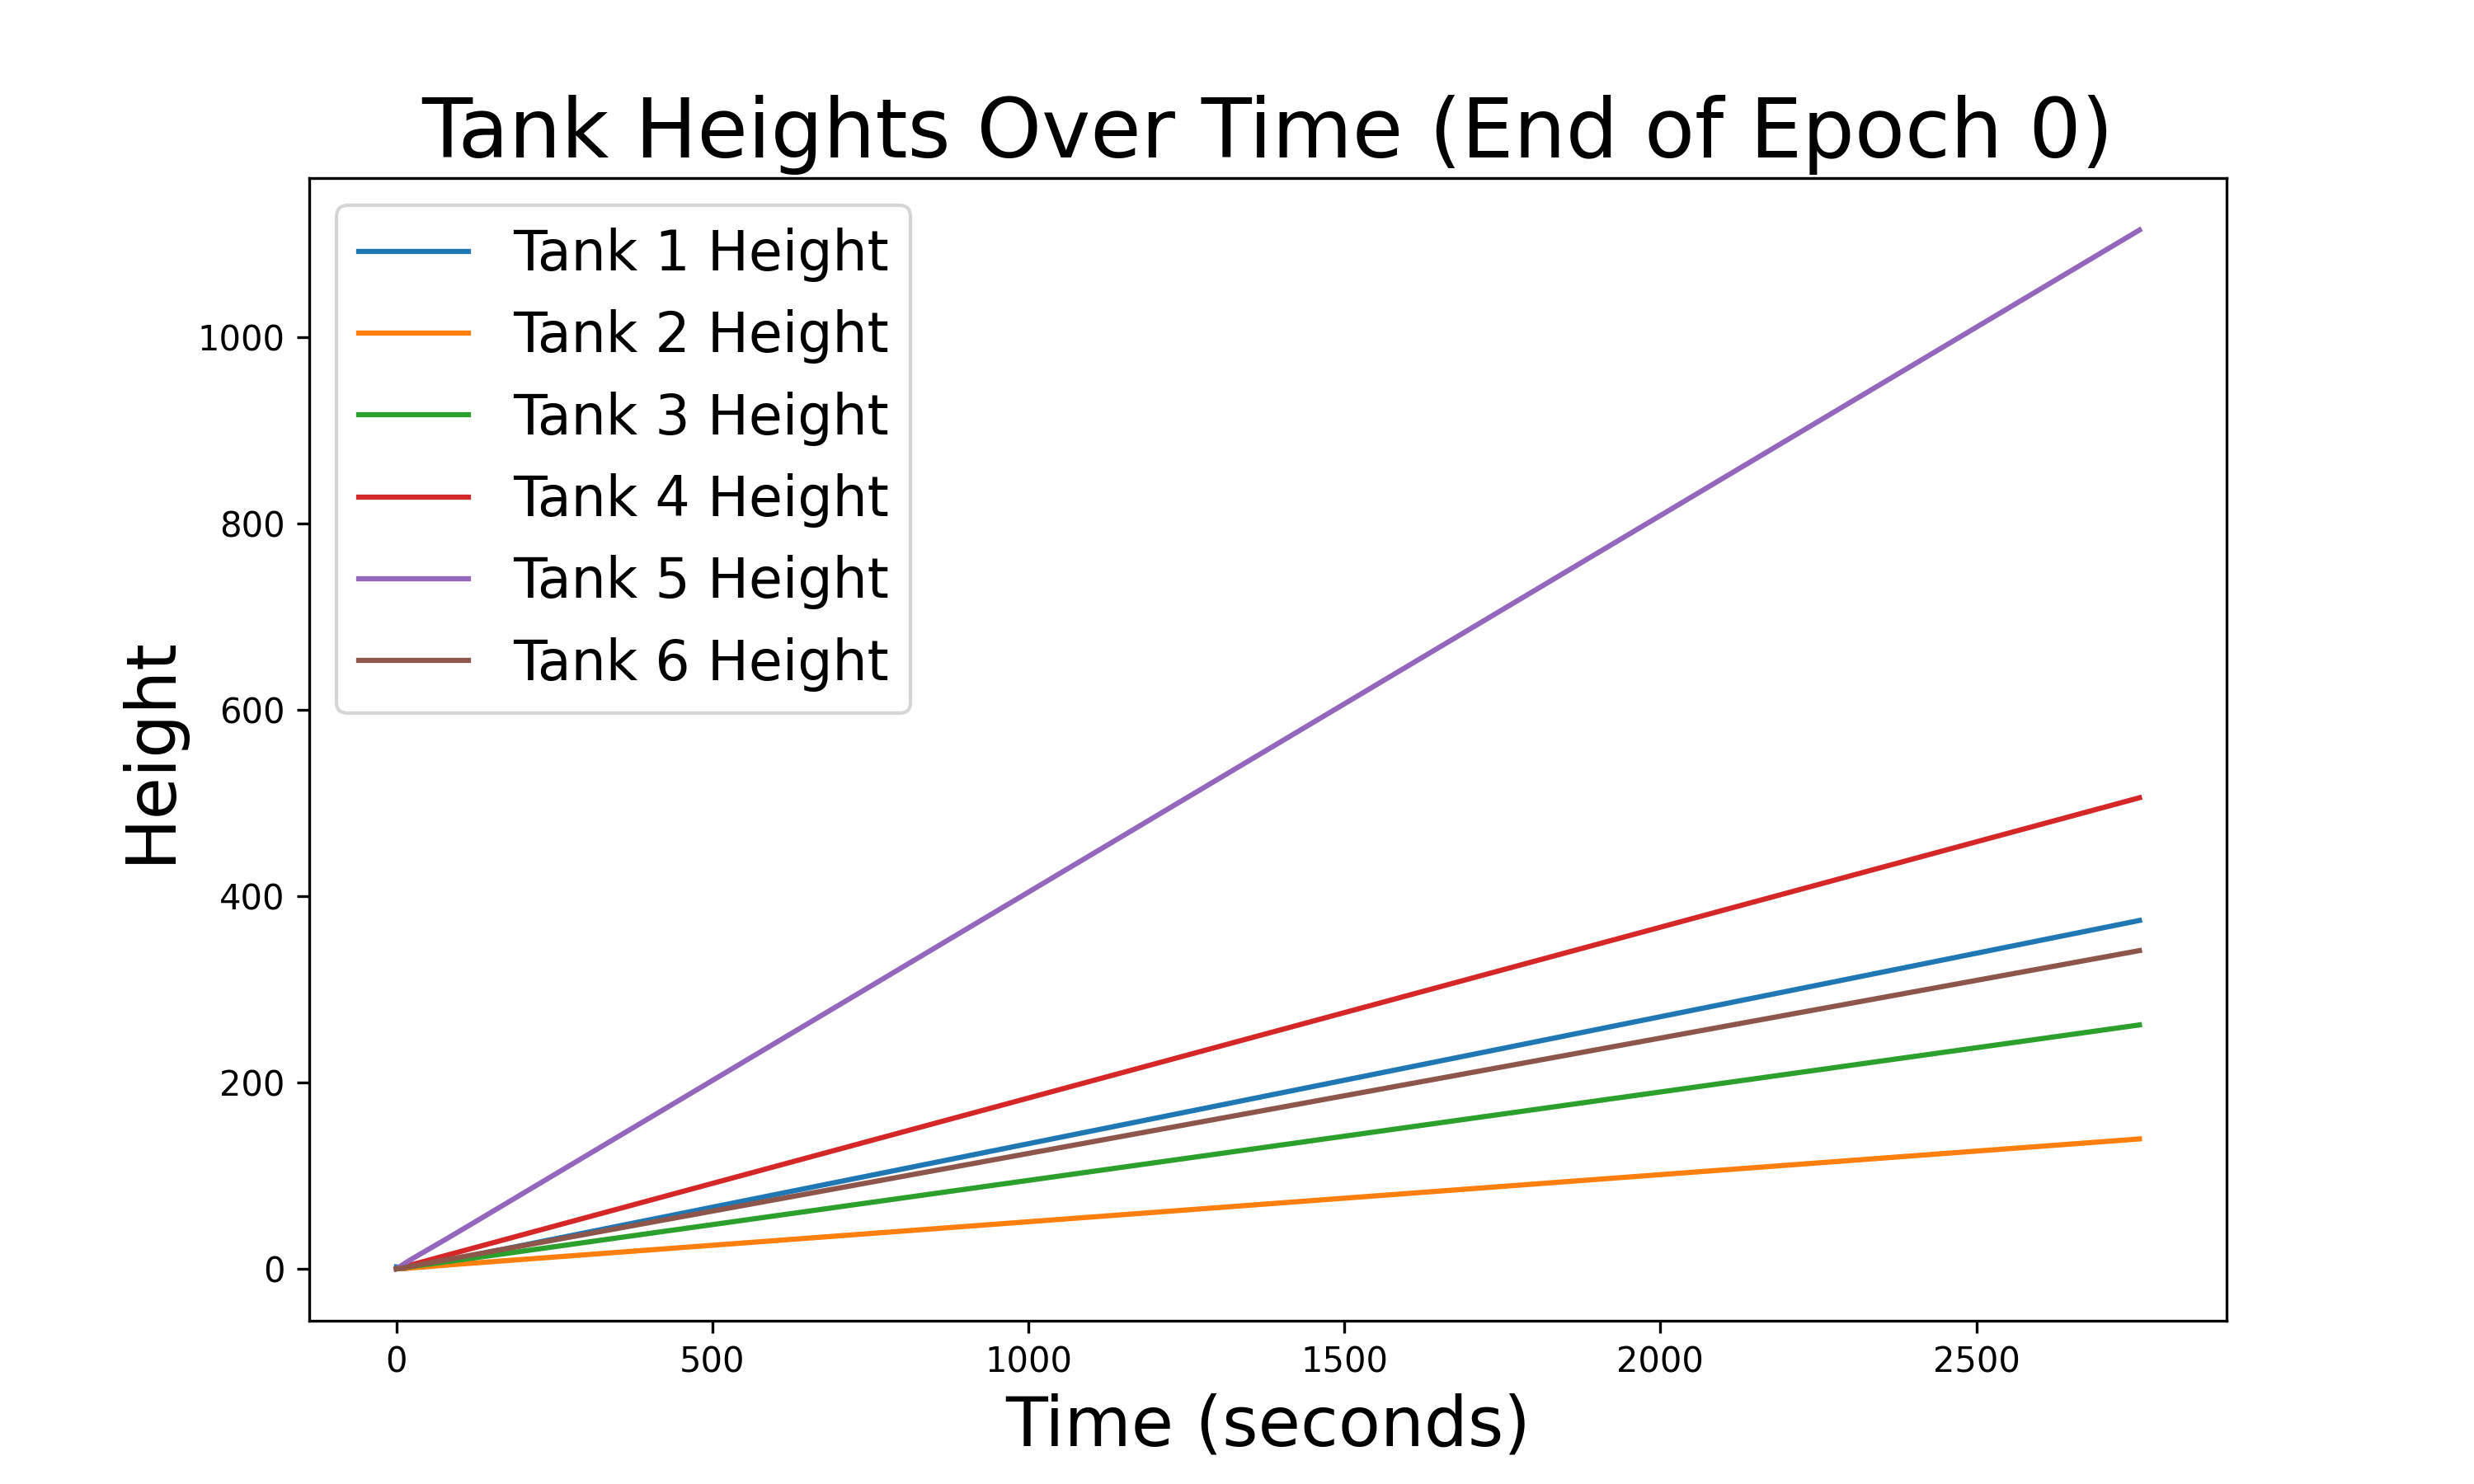 Tank Heights Over Time (End of Epoch 0)
Tank 1 Height
Tank 2 Height
Tank 3 Height
Tank 4 Height
Tank 5 Height
Tank 6 Height
Height
1000
800
600
400
200
0
0 500 1000 1500 2000 2500
Time (seconds)